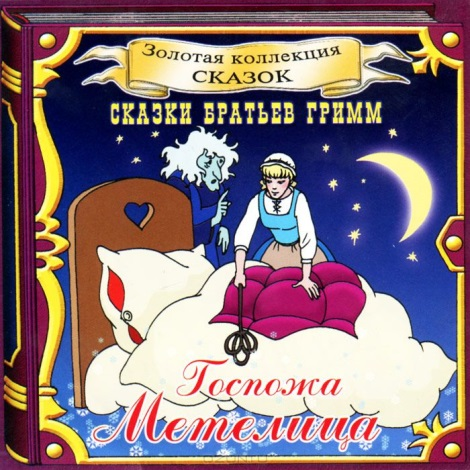 Золотая коллекция
СКАЗОК
СКАЗКИ БРАТЬЕВ ГРИММ
Госпожа
Метелица